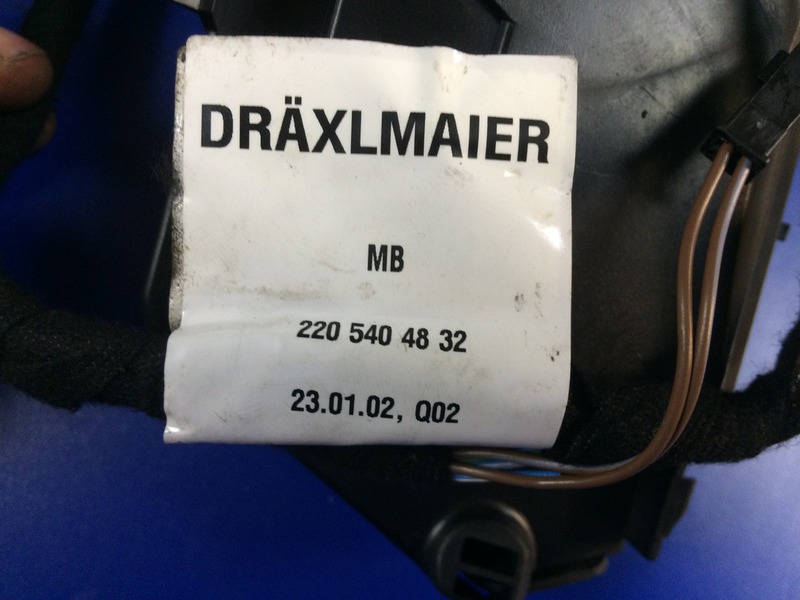 DRÄXLMAIER
MB
220 540 48 32
23.01.02, Q02